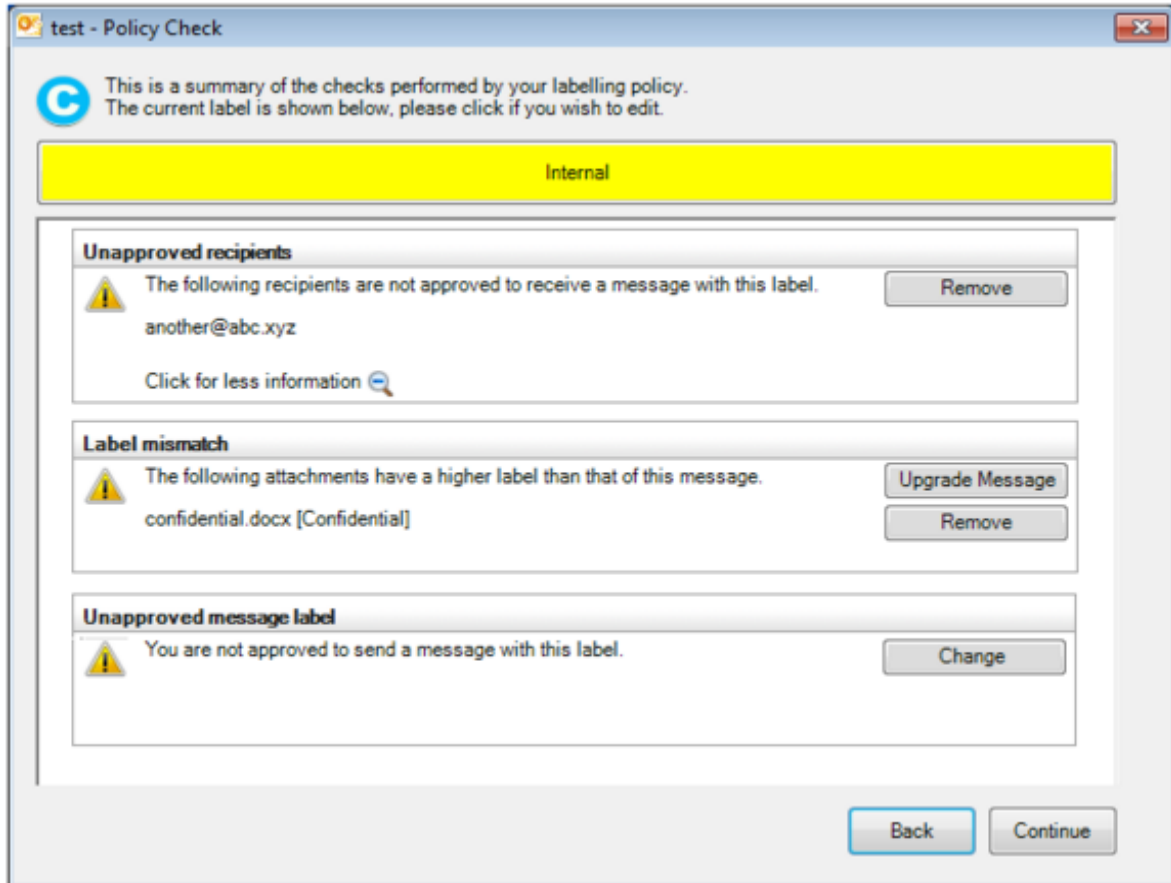 test - Policy Check
C
This is a summary of the checks performed by your labelling policy.
The current label is shown below, please click if you wish to edit.
Internal
Unapproved recipients
The following recipients are not approved to receive a message with this label.
Remove
another@abc.xyz
Click for less information
Label mismatch
The following attachments have a higher label than that of this message.
Upgrade Message
confidential.docx [Confidential]
Remove
Unapproved message label
You are not approved to send a message with this label.
Change
Back
Continue